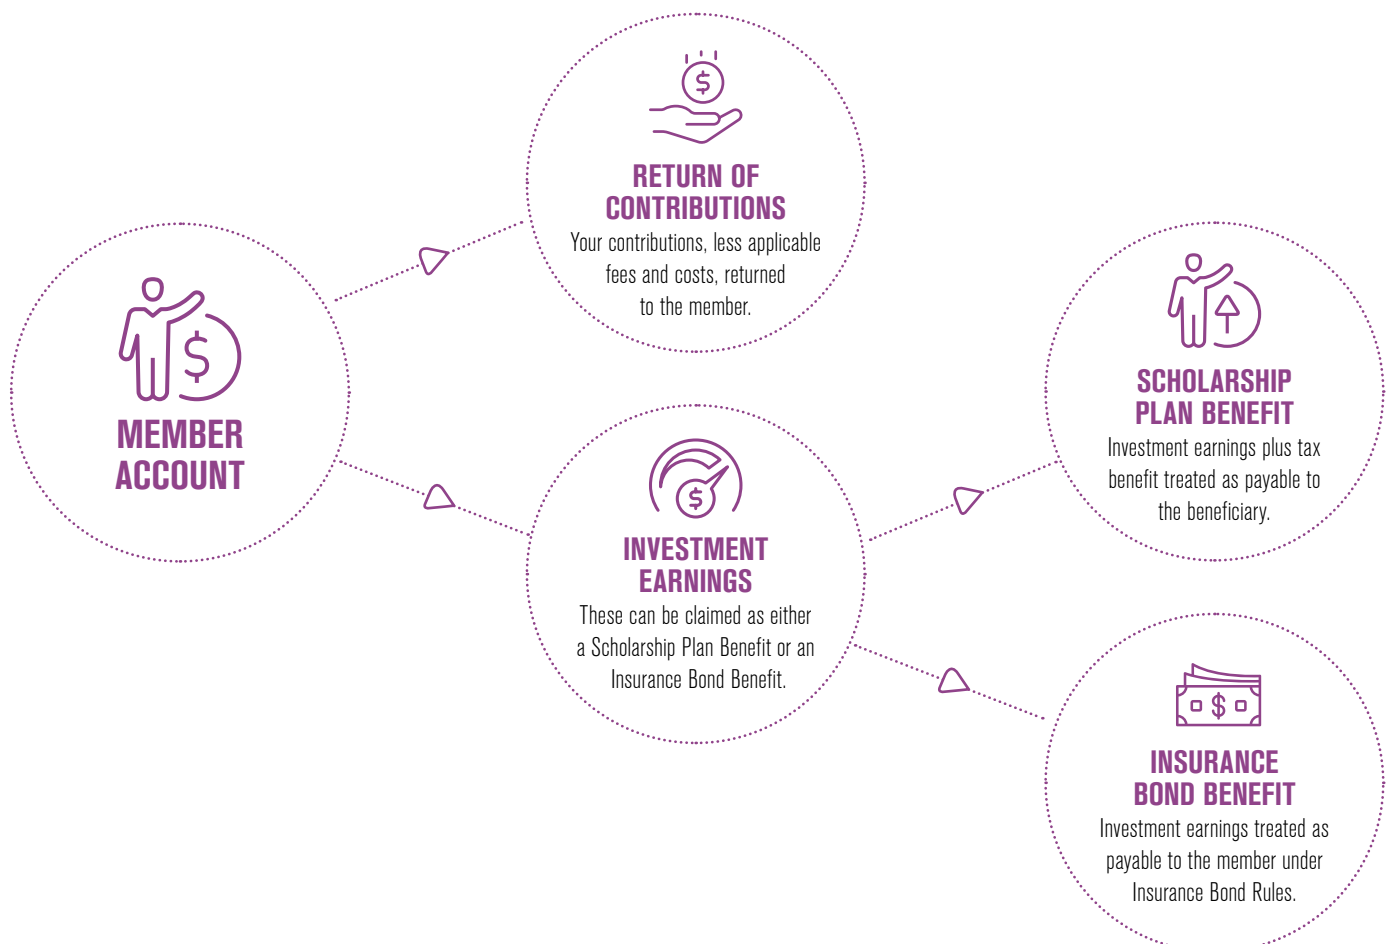 MEMBER
ACCOUNT
RETURN OF
CONTRIBUTIONS
Your contributions, less applicable
fees and costs, returned
to the member.
INVESTMENT
EARNINGS
These can be claimed as either
a Scholarship Plan Benefit or an
Insurance Bond Benefit.
SCHOLARSHIP
PLAN BENEFIT
Investment earnings plus tax
benefit treated as payable to
the beneficiary.
INSURANCE
BOND BENEFIT
Investment earnings treated as
payable to the member under
Insurance Bond Rules.